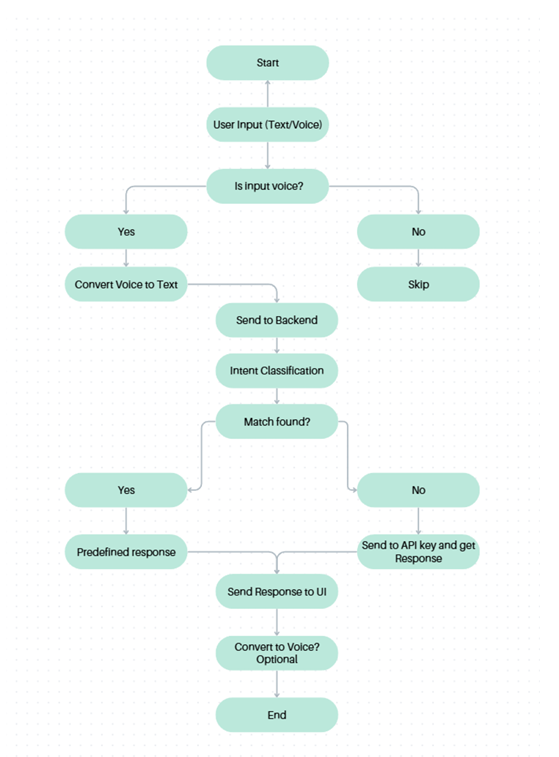 Start
User Input (Text/Voice)
Is input voice?
Yes
No
Convert Voice to Text
Skip
Send to Backend
Intent Classification
Match found?
Yes
No
Predefined response
Send to API key and get
Response
Send Response to UI
Convert to Voice?
Optional
End